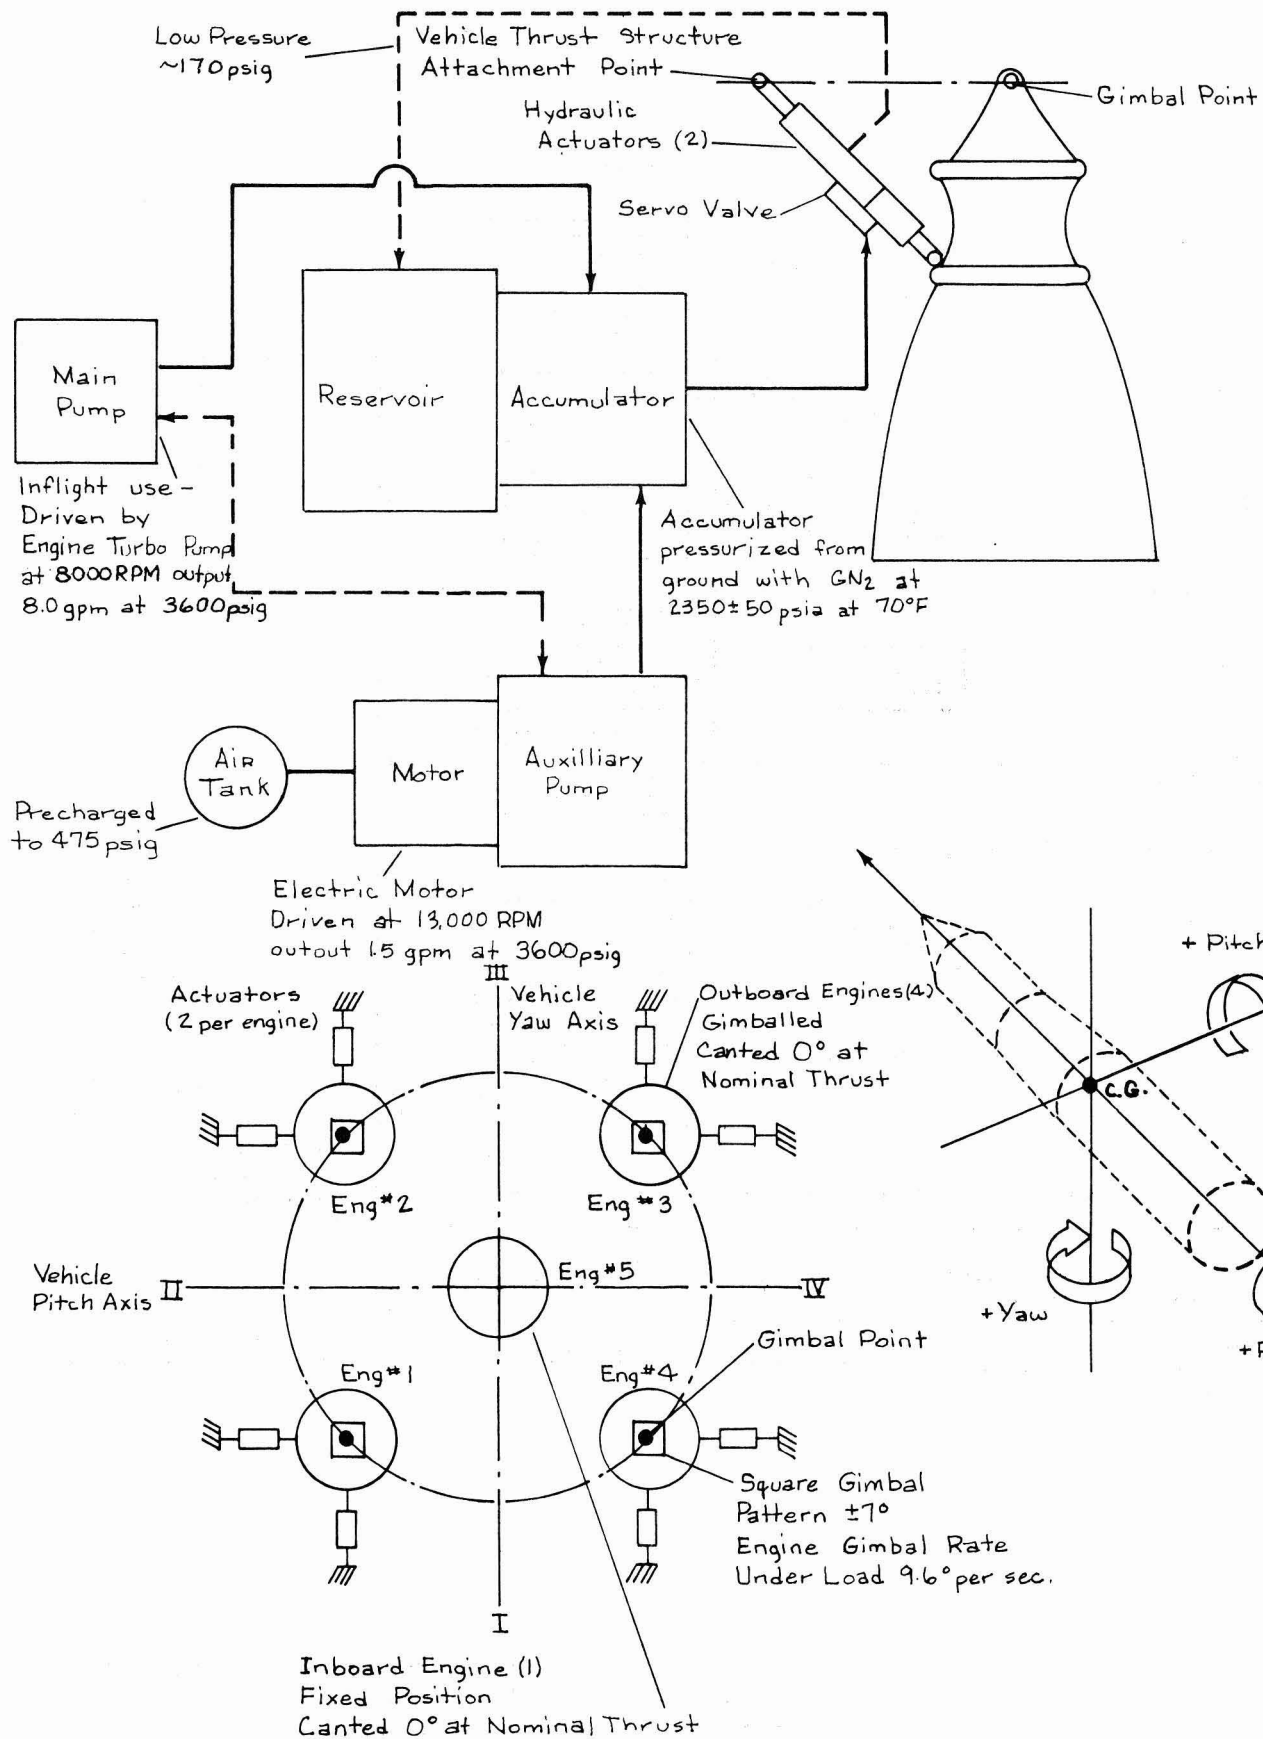 Low Pressure
~170 psig
Vehicle Thrust Structure
Attachment Point
Gimbal Point
Hydraulic
Actuators (2)
Servo Valve
Main
Pump
Reservoir
Accumulator
Inflight use -
Driven by
Engine Turbo Pump
at 8000 RPM output
8.0 gpm at 3600 psig
Accumulator
pressurized from
ground with GN2 at
2350±50 psia at 70°F
Air
Tank
Motor
Auxilliary
Pump
Precharged
to 475 psig
Electric Motor
Driven at 13,000 RPM
outout 1.5 gpm at 3600 psig
+ Pitch
C.G.
+ Yaw
III
Actuators
(2 per engine)
Vehicle
Yaw Axis
Outboard Engines (4)
Gimballed
Canted 0° at
Nominal Thrust
Eng #2
Eng #3
Vehicle
Pitch Axis
II
Eng #5
IV
Gimbal Point
Eng #1
Eng #4
Square Gimbal
Pattern ±7°
Engine Gimbal Rate
Under Load 9.6° per sec.
I
Inboard Engine (1)
Fixed Position
Canted 0° at Nominal Thrust